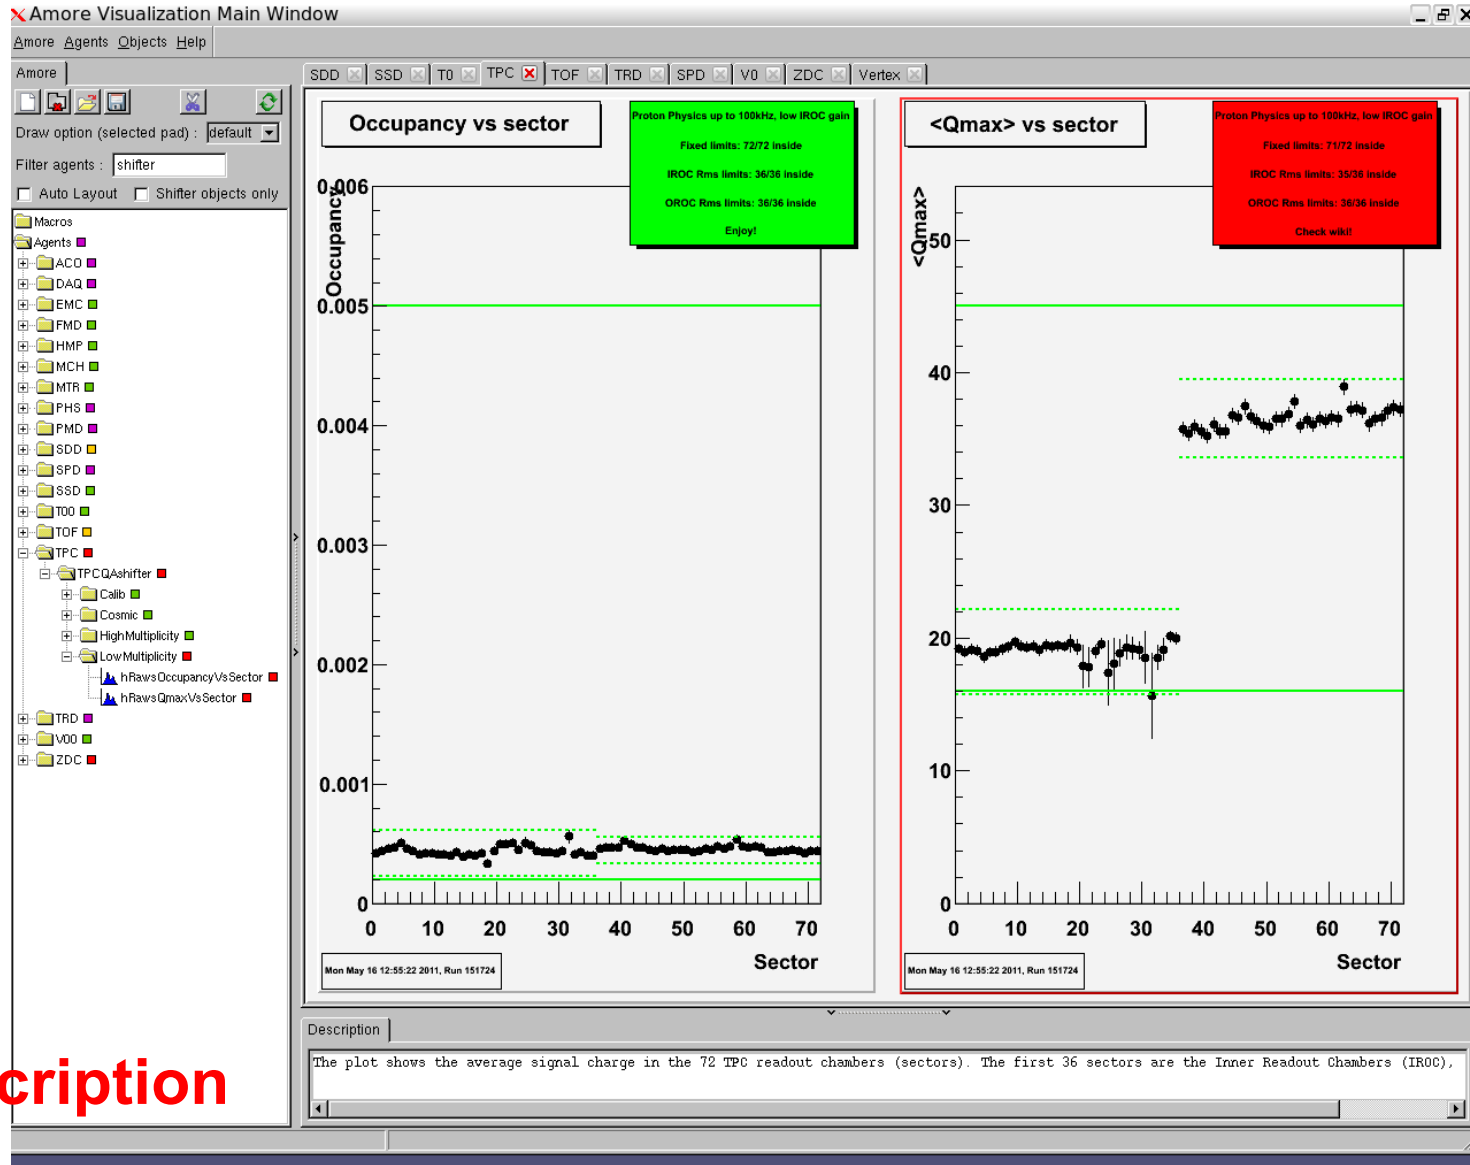 Amore Visualization Main Window
Amore Agents Objects Help
Amore
SDD SSD T0 TPC TOF TRD SPD V0 ZDC Vertex
Draw option (selected pad) : default
Filter agents : shifter
Auto Layout Shifter objects only
Macros
Agents
ACO
DAQ
EMC
FMD
HMP
MCH
MTR
PHS
PMD
SDD
SPD
SSD
T00
TOF
TPC
TPCQAshifter
Calib
Cosmic
HighMultiplicity
LowMultiplicity
hRawsOccupancyVsSector
hRawsQmaxVsSector
TRD
V00
ZDC
cription
Occupancy vs sector
Proton Physics up to 100kHz, low IROC gain
Fixed limits: 72/72 inside
IROC Rms limits: 36/36 inside
OROC Rms limits: 36/36 inside
Enjoy!
Occupancy
0.006
0.005
0.004
0.003
0.002
0.001
0
0 10 20 30 40 50 60 70
Sector
Mon May 16 12:55:22 2011, Run 151724
<Qmax> vs sector
Proton Physics up to 100kHz, low IROC gain
Fixed limits: 71/72 inside
IROC Rms limits: 35/36 inside
OROC Rms limits: 36/36 inside
Check wiki!
<Qmax>
50
40
30
20
10
0
0 10 20 30 40 50 60 70
Sector
Mon May 16 12:55:22 2011, Run 151724
Description
The plot shows the average signal charge in the 72 TPC readout chambers (sectors). The first 36 sectors are the Inner Readout Chambers (IROC),